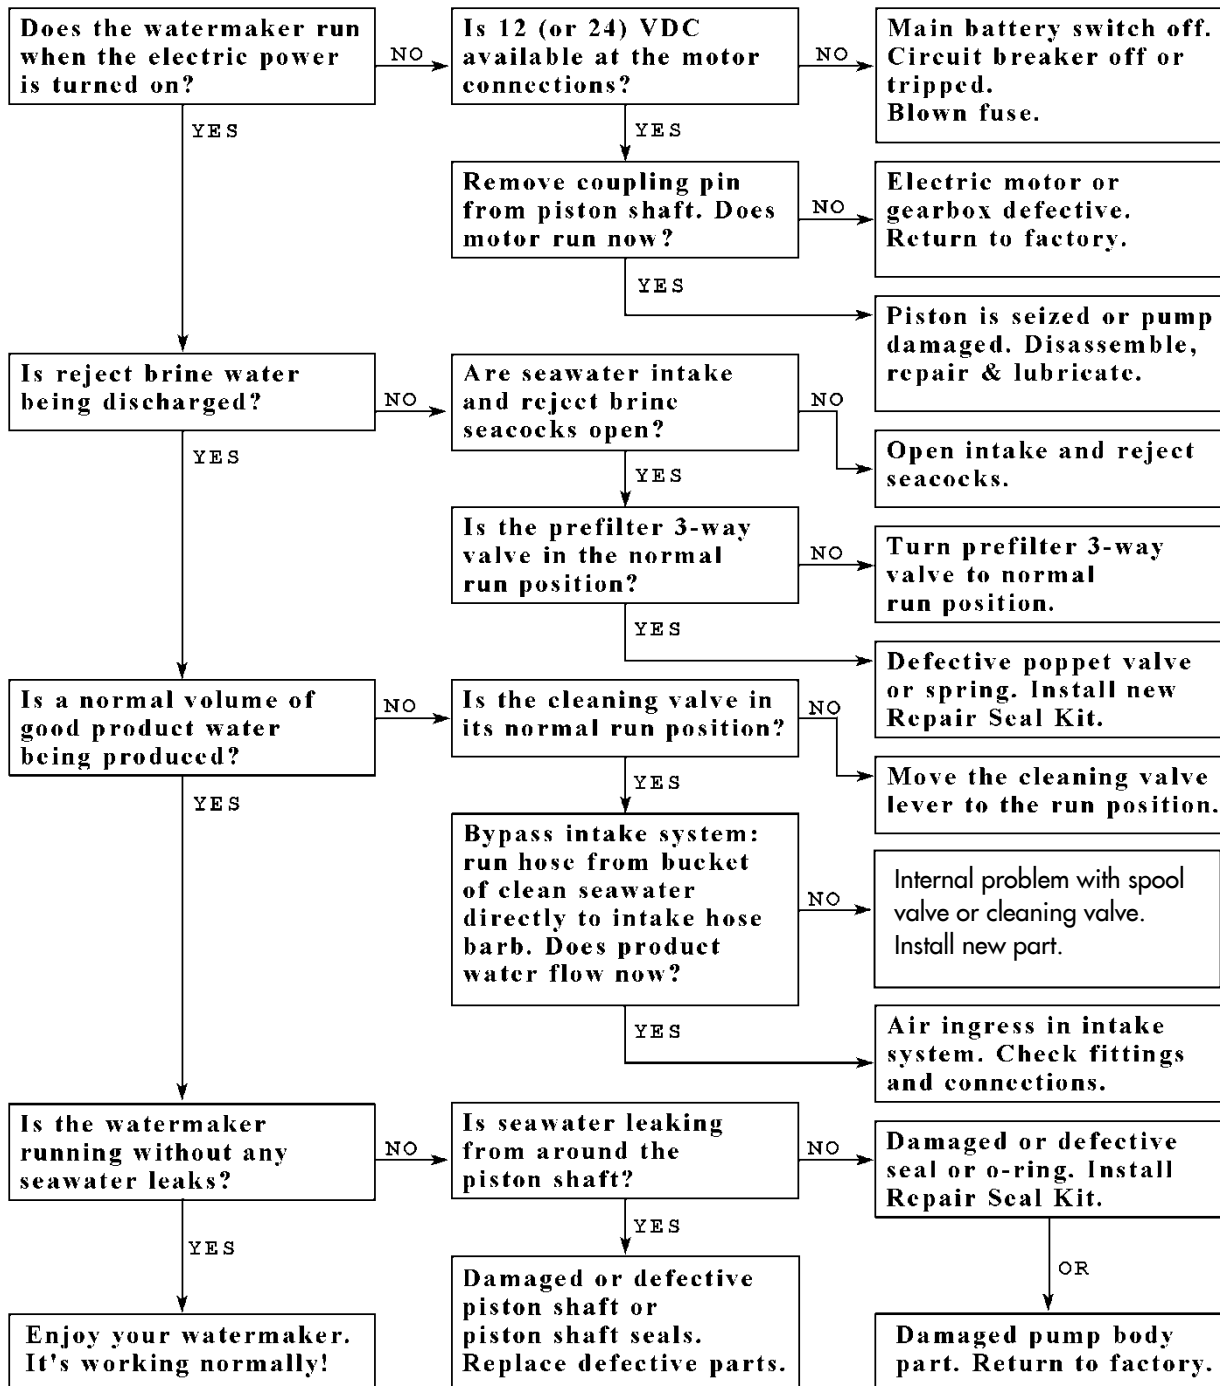 Does the watermaker run
when the electric power
is turned on?
NO
Is 12 (or 24) VDC
available at the motor
connections?
NO
Main battery switch off.
Circuit breaker off or
tripped.
Blown fuse.
YES
YES
Remove coupling pin
from piston shaft. Does
motor run now?
NO
Electric motor or
gearbox defective.
Return to factory.
YES
Piston is seized or pump
damaged. Disassemble,
repair & lubricate.
Is reject brine water
being discharged?
NO
Are seawater intake
and reject brine
seacocks open?
NO
Open intake and reject
seacocks.
YES
YES
Is the prefilter 3-way
valve in the normal
run position?
NO
Turn prefilter 3-way
valve to normal
run position.
YES
Defective poppet valve
or spring. Install new
Repair Seal Kit.
Is a normal volume of
good product water
being produced?
NO
Is the cleaning valve in
its normal run position?
NO
Move the cleaning valve
lever to the run position.
YES
YES
Bypass intake system:
run hose from bucket
of clean seawater
directly to intake hose
barb. Does product
water flow now?
NO
Internal problem with spool
valve or cleaning valve.
Install new part.
YES
Air ingress in intake
system. Check fittings
and connections.
Is the watermaker
running without any
seawater leaks?
NO
Is seawater leaking
from around the
piston shaft?
NO
Damaged or defective
seal or o-ring. Install
Repair Seal Kit.
YES
YES
OR
Enjoy your watermaker.
It's working normally!
Damaged or defective
piston shaft or
piston shaft seals.
Replace defective parts.
Damaged pump body
part. Return to factory.